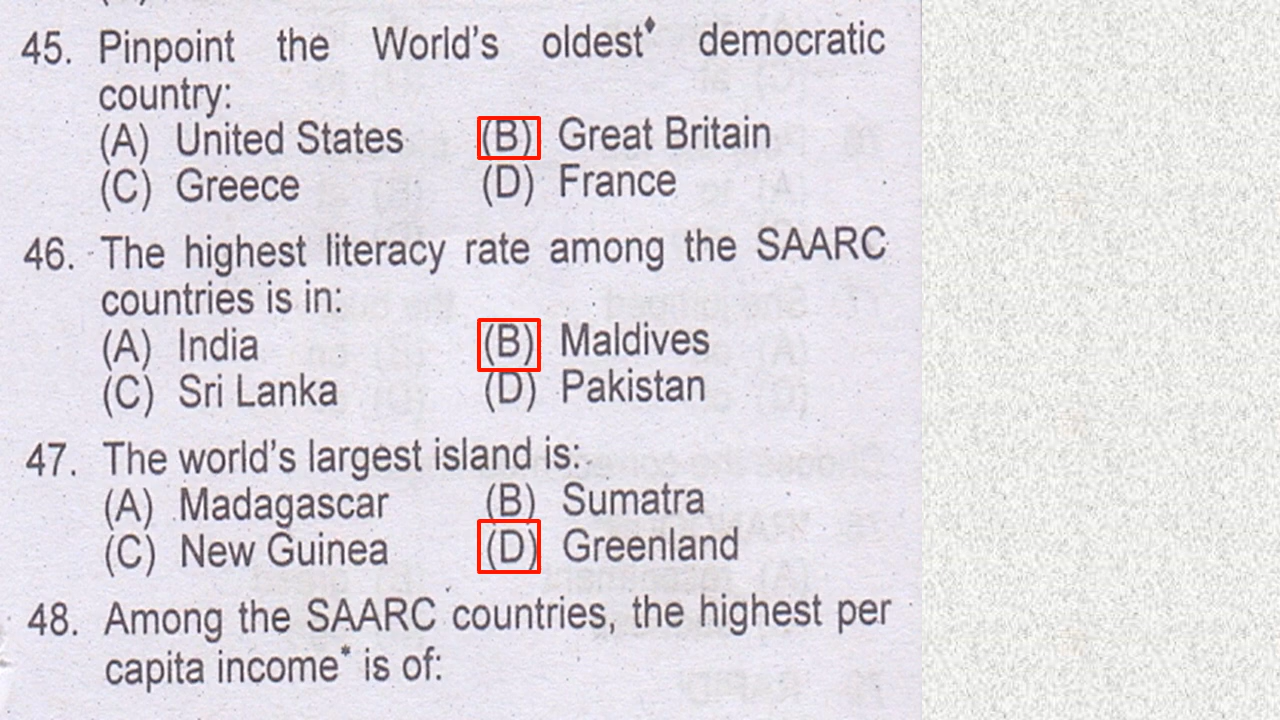 45. Pinpoint the World's oldest♦ democratic
country:
(A) United States (B) Great Britain
(C) Greece (D) France
46. The highest literacy rate among the SAARC
countries is in:
(A) India (B) Maldives
(C) Sri Lanka (D) Pakistan
47. The world's largest island is:
(A) Madagascar (B) Sumatra
(C) New Guinea (D) Greenland
48. Among the SAARC countries, the highest per
capita income* is of: